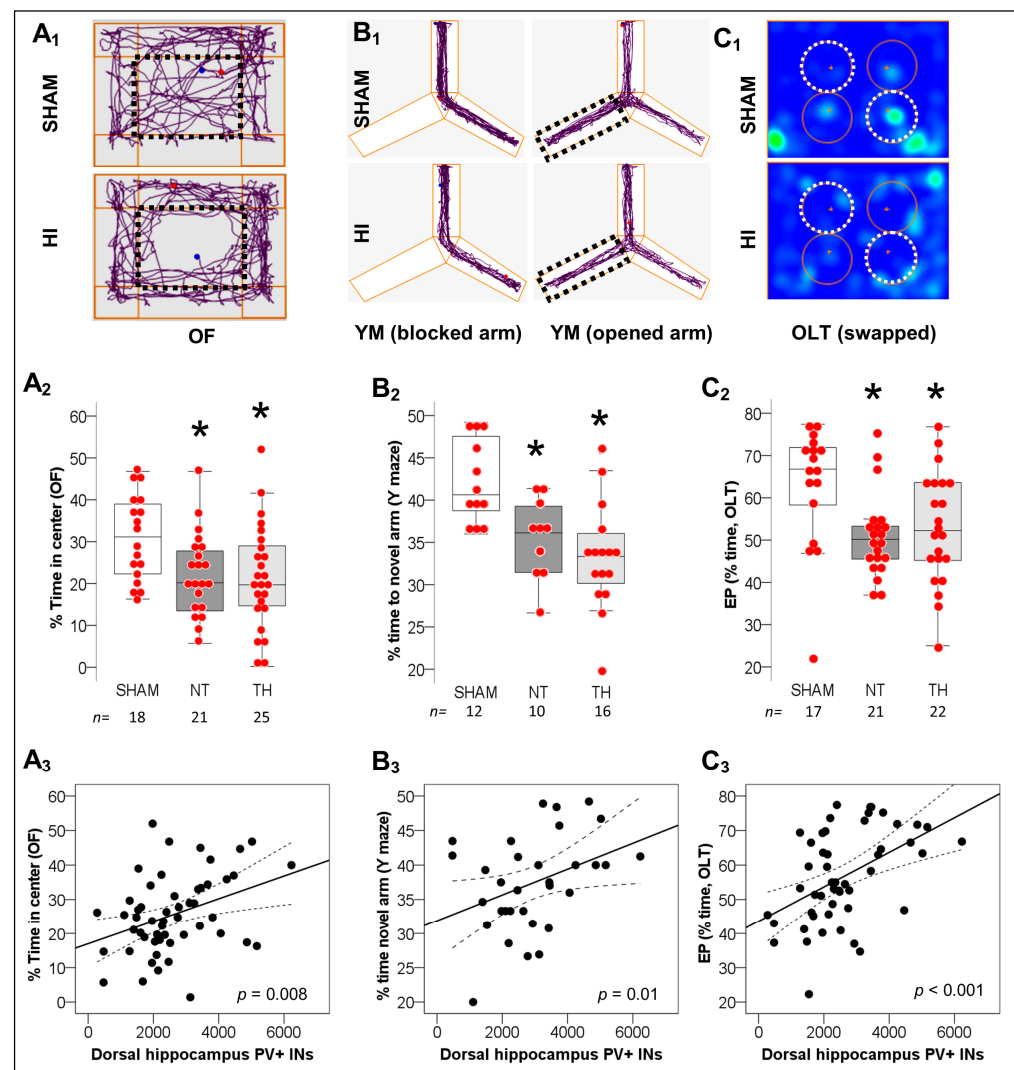 A1
B1
C1
SHAM
SHAM
SHAM
HI
HI
HI
OF
YM (blocked arm)
YM (opened arm)
OLT (swapped)
A2
B2
C2
% Time in center (OF)
60
50
40
30
20
10
0
*
*
SHAM
NT
TH
n=
18
21
25
% time to novel arm (Y maze)
50
45
40
35
30
25
20
*
*
SHAM
NT
TH
n=
12
10
16
EP (% time, OLT)
80
70
60
50
40
30
20
*
*
SHAM
NT
TH
n=
17
21
22
A3
B3
C3
% Time in center (OF)
60
50
40
30
20
10
0
p = 0.008
0
2000
4000
6000
Dorsal hippocampus PV+ INs
% time novel arm (Y maze)
50
45
40
35
30
25
20
p = 0.01
0
2000
4000
6000
Dorsal hippocampus PV+ INs
EP (% time, OLT)
80
70
60
50
40
30
20
p < 0.001
0
2000
4000
6000
Dorsal hippocampus PV+ INs